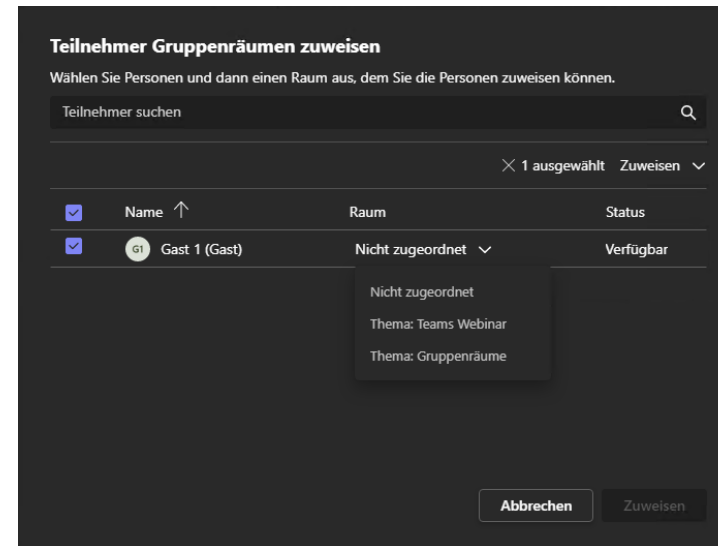 Teilnehmer Gruppenräumen zuweisen
Wählen Sie Personen und dann einen Raum aus, dem Sie die Personen zuweisen können.
Teilnehmer suchen
1 ausgewählt Zuweisen
Name Raum Status
G1 Gast 1 (Gast) Nicht zugeordnet Verfügbar
Nicht zugeordnet
Thema: Teams Webinar
Thema: Gruppenräume
Abbrechen Zuweisen